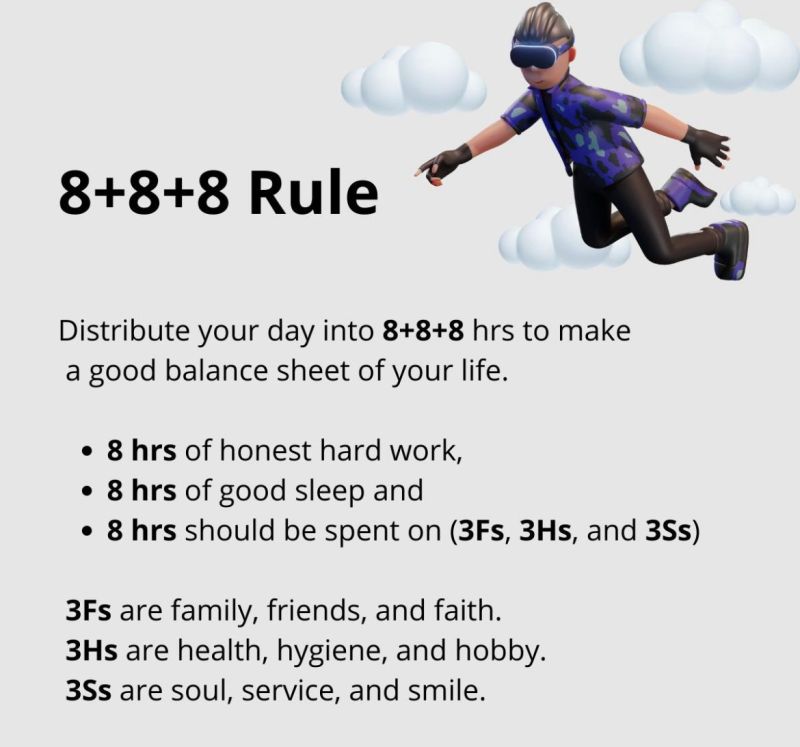 8+8+8 Rule
Distribute your day into 8+8+8 hrs to make
a good balance sheet of your life.
• 8 hrs of honest hard work,
• 8 hrs of good sleep and
• 8 hrs should be spent on (3Fs, 3Hs, and 3Ss)
3Fs are family, friends, and faith.
3Hs are health, hygiene, and hobby.
3Ss are soul, service, and smile.